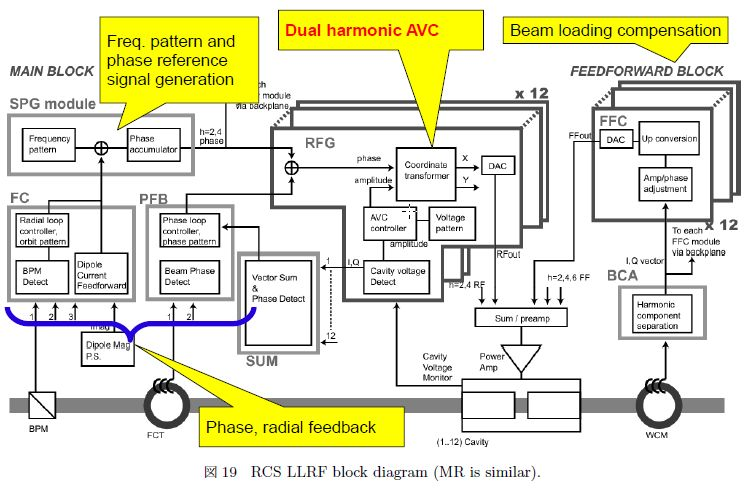 Freq. pattern and
phase reference
signal generation
Dual harmonic AVC
Beam loading compensation
MAIN BLOCK
FEEDFORWARD BLOCK
SPG module
Frequency
pattern
Phase
accumulator
h=2,4
phase
module
via backplane
x 12
RFG
phase
amplitude
Coordinate
transformer
X
Y
DAC
AVC
controller
Voltage
pattern
amplitude
Cavity voltage
Detect
I,Q
RFout
FFout
FFC
DAC
Up conversion
Amp/phase
adjustment
x 12
To each
FFC module
via backplane
I,Q vector
BCA
Harmonic
component
separation
FC
Radial loop
controller,
orbit pattern
BPM
Detect
Dipole
Current
Feedforward
PFB
Phase loop
controller,
phase pattern
Beam Phase
Detect
Vector Sum
&
Phase Detect
1
12
SUM
1
2
3
1
2
Dipole Mag
P.S.
h=2,4 RF
h=2,4,6 FF
Sum / preamp
Cavity
Voltage
Monitor
Power
Amp
Phase, radial feedback
BPM
FCT
(1..12) Cavity
WCM
図 19 RCS LLRF block diagram (MR is similar).